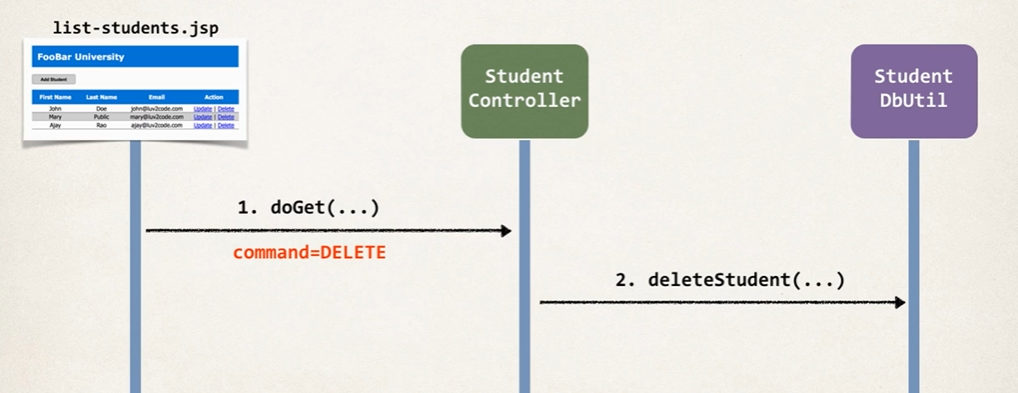 list-students.jsp
FooBar University
Add Student
First Name Last Name Email Action
John Doe john@luv2code.com Update | Delete
Mary Public mary@luv2code.com Update | Delete
Ajay Rao ajay@luv2code.com Update | Delete
Student
Controller
Student
DbUtil
1. doGet(...)
command=DELETE
2. deleteStudent(...)